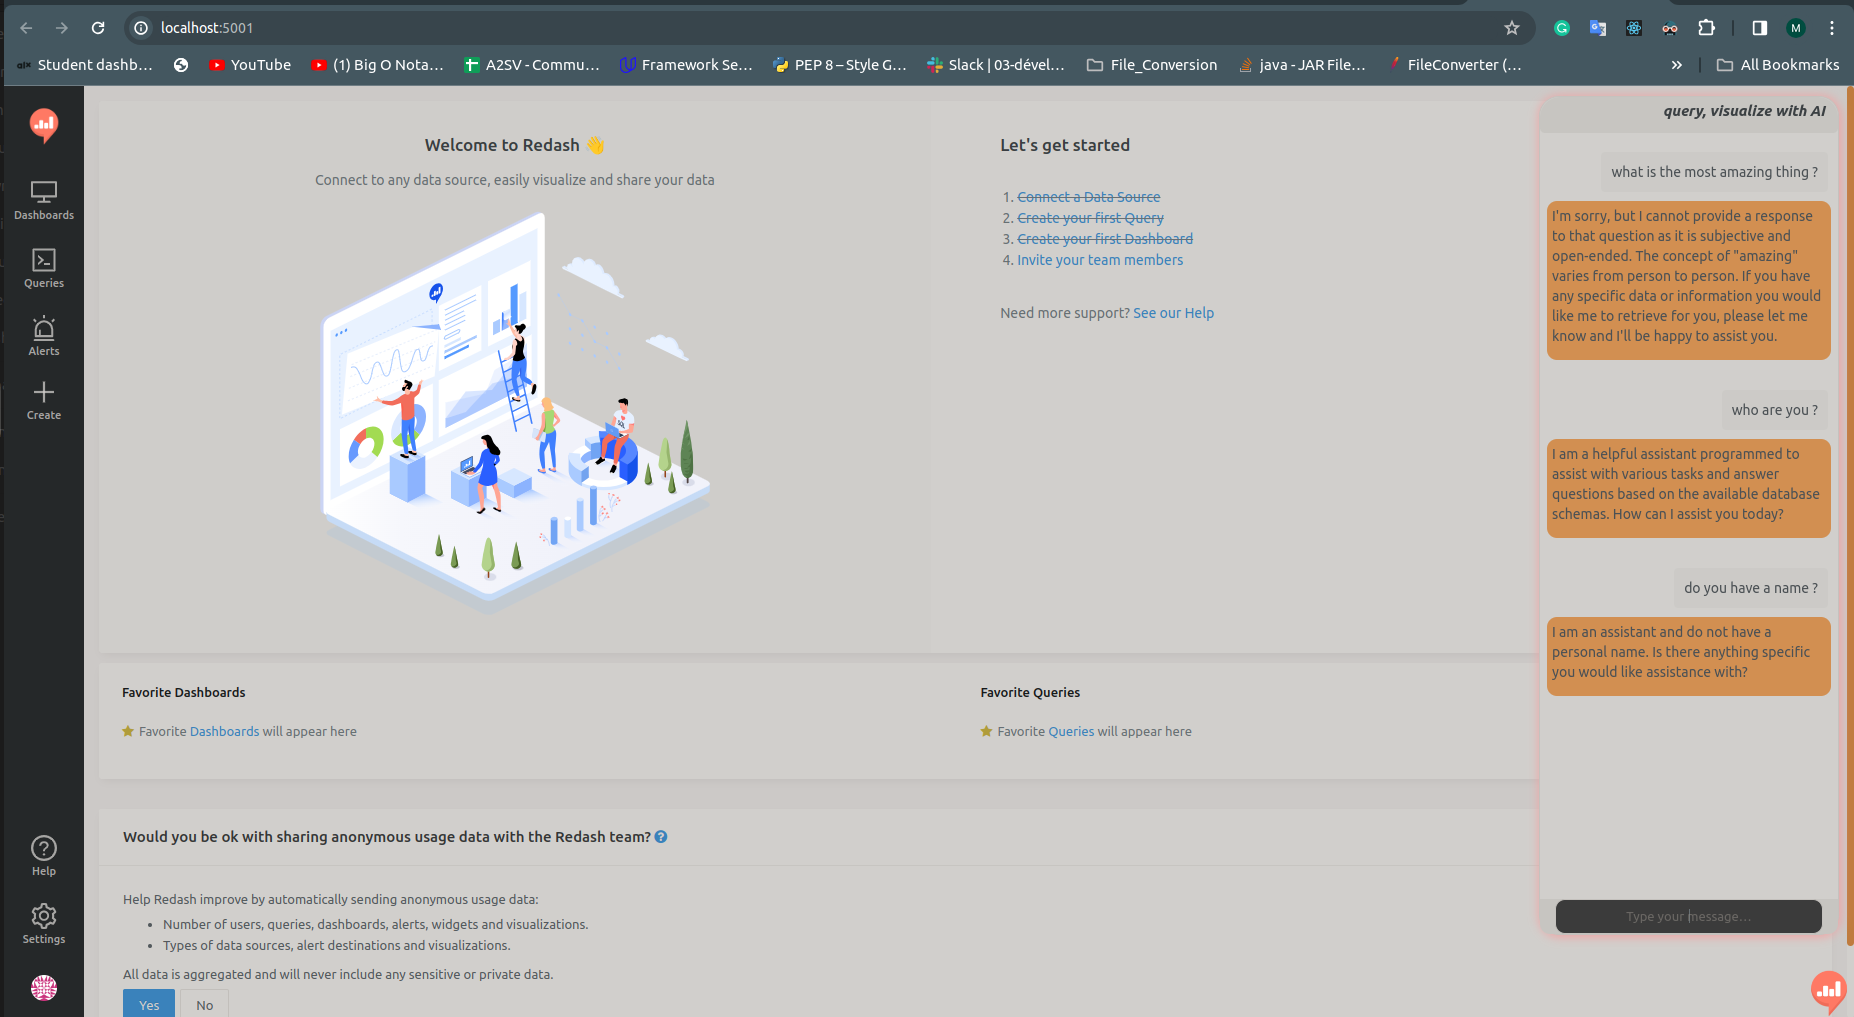 localhost:5001
M
Student dashb...
YouTube
(1) Big O Nota...
A2SV - Commu...
Framework Se...
PEP 8 – Style G...
Slack | 03-dével...
File_Conversion
java - JAR File...
FileConverter (...
»
All Bookmarks
Dashboards
Queries
Alerts
Create
Help
Settings
Welcome to Redash 👋
Connect to any data source, easily visualize and share your data
SQL
Let's get started
1. Connect a Data Source
2. Create your first Query
3. Create your first Dashboard
4. Invite your team members
Need more support? See our Help
Favorite Dashboards
Favorite Dashboards will appear here
Favorite Queries
Favorite Queries will appear here
Would you be ok with sharing anonymous usage data with the Redash team?
Help Redash improve by automatically sending anonymous usage data:
• Number of users, queries, dashboards, alerts, widgets and visualizations.
• Types of data sources, alert destinations and visualizations.
All data is aggregated and will never include any sensitive or private data.
Yes
No
query, visualize with AI
what is the most amazing thing ?
I'm sorry, but I cannot provide a response
to that question as it is subjective and
open-ended. The concept of "amazing"
varies from person to person. If you have
any specific data or information you would
like me to retrieve for you, please let me
know and I'll be happy to assist you.
who are you ?
I am a helpful assistant programmed to
assist with various tasks and answer
questions based on the available database
schemas. How can I assist you today?
do you have a name ?
I am an assistant and do not have a
personal name. Is there anything specific
you would like assistance with?
Type your message...